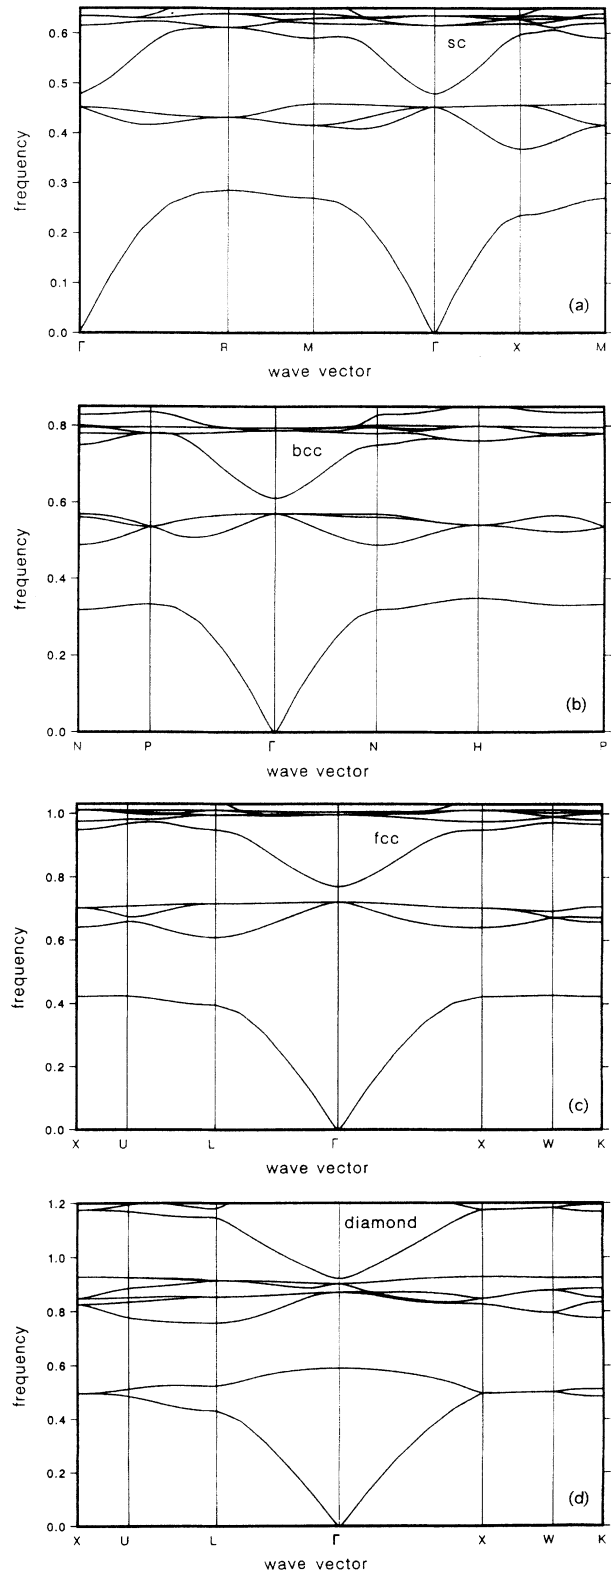 0.6
sc
0.5
0.4
frequency
0.3
0.2
0.1
(a)
0.0
Γ R M Γ X M
wave vector
0.8
bcc
0.6
frequency
0.4
0.2
(b)
0.0
N P Γ N H P
wave vector
1.0
fcc
0.8
0.6
frequency
0.4
0.2
(c)
0.0
X U L Γ X W K
wave vector
1.2
diamond
1.0
0.8
frequency
0.6
0.4
0.2
(d)
0.0
X U L Γ X W K
wave vector